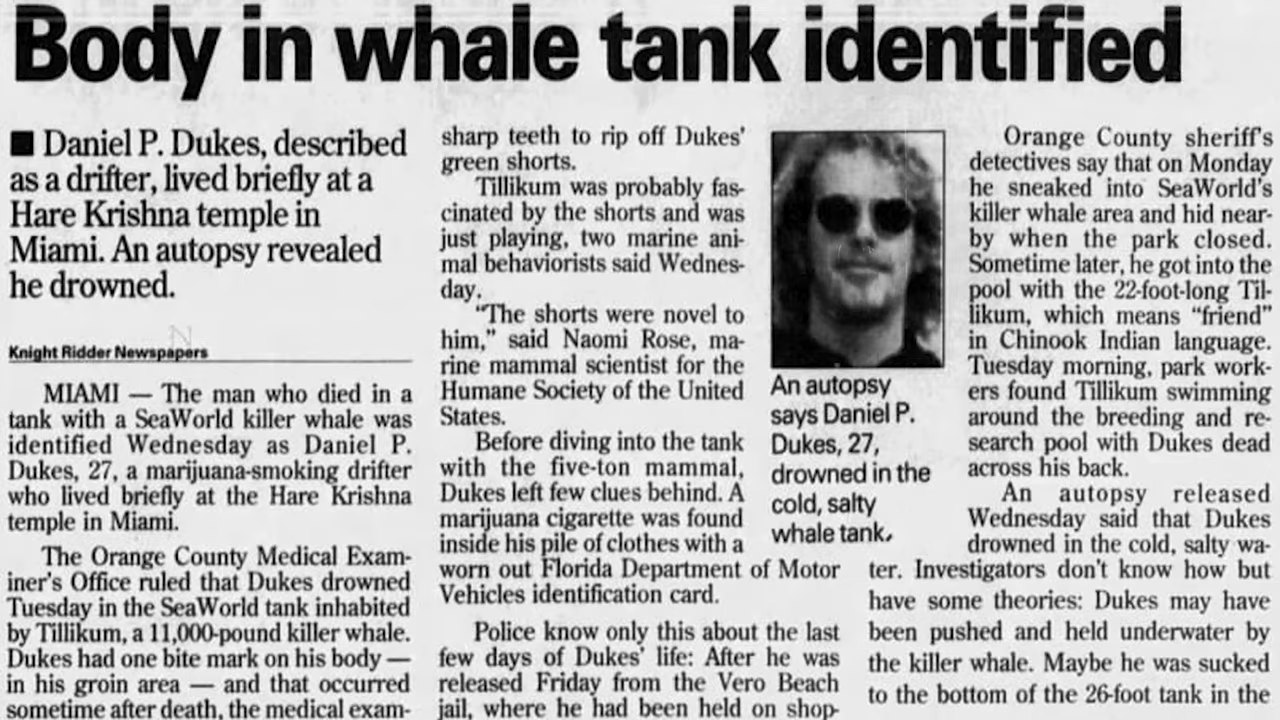 Body in whale tank identified
■ Daniel P. Dukes, described
as a drifter, lived briefly at a
Hare Krishna temple in
Miami. An autopsy revealed
he drowned.
Knight Ridder Newspapers
MIAMI — The man who died in a
tank with a SeaWorld killer whale was
identified Wednesday as Daniel P.
Dukes, 27, a marijuana-smoking drifter
who lived briefly at the Hare Krishna
temple in Miami.
The Orange County Medical Exam-
iner's Office ruled that Dukes drowned
Tuesday in the SeaWorld tank inhabited
by Tillikum, a 11,000-pound killer whale.
Dukes had one bite mark on his body —
in his groin area — and that occurred
sometime after death, the medical exam-
sharp teeth to rip off Dukes'
green shorts.
Tillikum was probably fas-
cinated by the shorts and was
just playing, two marine ani-
mal behaviorists said Wednes-
day.
"The shorts were novel to
him," said Naomi Rose, ma-
rine mammal scientist for the
Humane Society of the United
States.
Before diving into the tank
with the five-ton mammal,
Dukes left few clues behind. A
marijuana cigarette was found
inside his pile of clothes with a
worn out Florida Department of Motor
Vehicles identification card.
Police know only this about the last
few days of Dukes' life: After he was
released Friday from the Vero Beach
jail, where he had been held on shop-
An autopsy
says Daniel P.
Dukes, 27,
drowned in the
cold, salty
whale tank.
Orange County sheriff's
detectives say that on Monday
he sneaked into SeaWorld's
killer whale area and hid near-
by when the park closed.
Sometime later, he got into the
pool with the 22-foot-long Til-
likum, which means "friend"
in Chinook Indian language.
Tuesday morning, park work-
ers found Tillikum swimming
around the breeding and re-
search pool with Dukes dead
across his back.
An autopsy released
Wednesday said that Dukes
drowned in the cold, salty wa-
ter. Investigators don't know how but
have some theories: Dukes may have
been pushed and held underwater by
the killer whale. Maybe he was sucked
to the bottom of the 26-foot tank in the